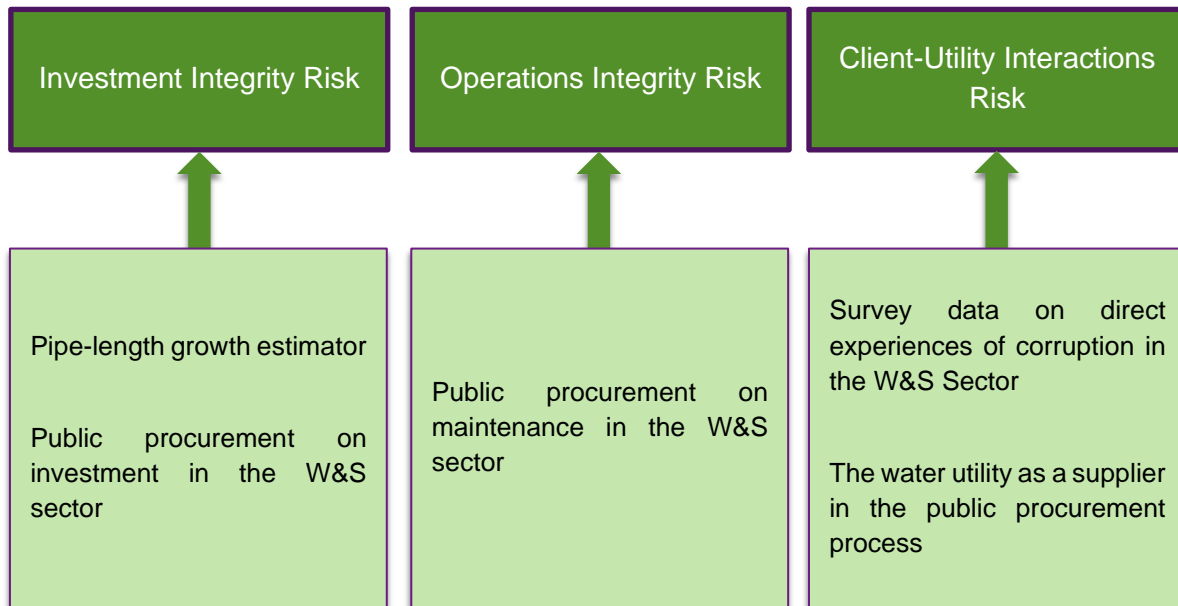 Investment Integrity Risk
Operations Integrity Risk
Client-Utility Interactions
Risk
Pipe-length growth estimator
Public procurement on
investment in the W&S
sector
Public procurement on
maintenance in the W&S
sector
Survey data on direct
experiences of corruption in
the W&S Sector
The water utility as a supplier
in the public procurement
process